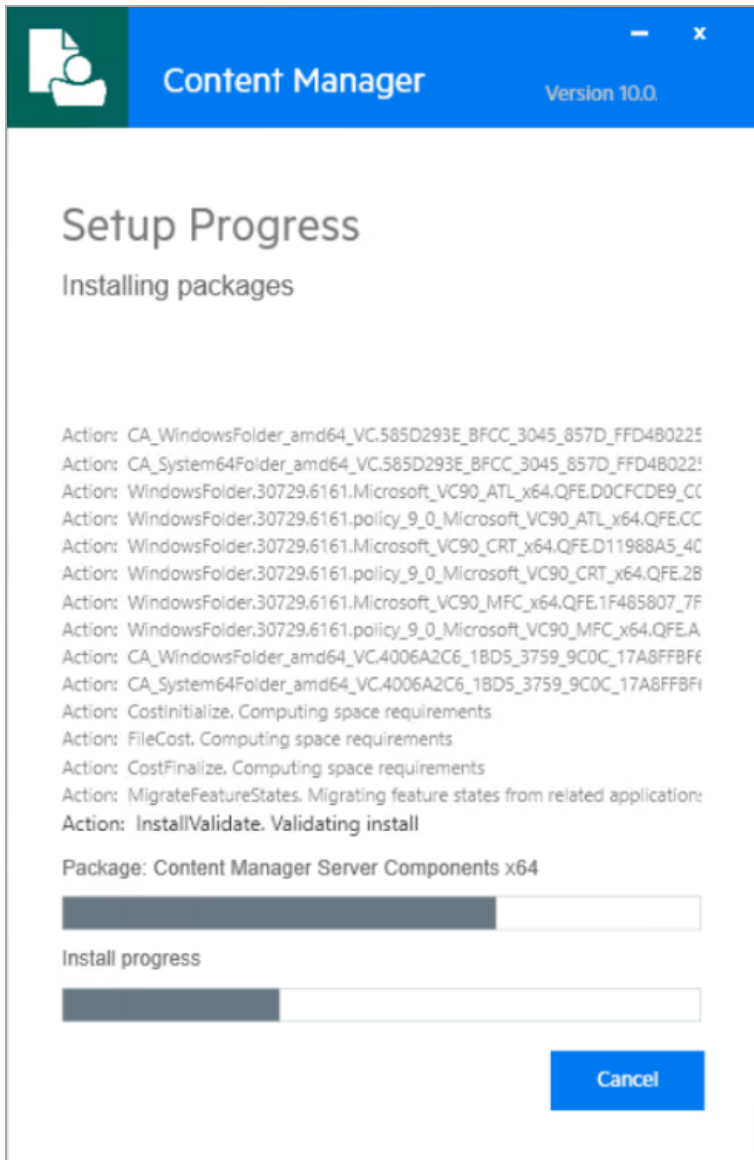 Content Manager
Version 10.0.
Setup Progress
Installing packages
Action: CA_WindowsFolder_amd64_VC.585D293E_BFCC_3045_857D_FFD4B0225
Action: CA_System64Folder_amd64_VC.585D293E_BFCC_3045_857D_FFD4B0225
Action: WindowsFolder.30729.6161.Microsoft_VC90_ATL_x64.QFE.D0CFCDE9_C0
Action: WindowsFolder.30729.6161.policy_9_0_Microsoft_VC90_ATL_x64.QFE.CC
Action: WindowsFolder.30729.6161.Microsoft_VC90_CRT_x64.QFE.D11988A5_40
Action: WindowsFolder.30729.6161.policy_9_0_Microsoft_VC90_CRT_x64.QFE.2B
Action: WindowsFolder.30729.6161.Microsoft_VC90_MFC_x64.QFE.1F485807_7F
Action: WindowsFolder.30729.6161.policy_9_0_Microsoft_VC90_MFC_x64.QFE.A
Action: CA_WindowsFolder_amd64_VC.4006A2C6_1BD5_3759_9C0C_17A8FFBF6
Action: CA_System64Folder_amd64_VC.4006A2C6_1BD5_3759_9C0C_17A8FFBF6
Action: CostInitialize. Computing space requirements
Action: FileCost. Computing space requirements
Action: CostFinalize. Computing space requirements
Action: MigrateFeatureStates. Migrating feature states from related applications
Action: InstallValidate. Validating install
Package: Content Manager Server Components x64
Install progress
Cancel